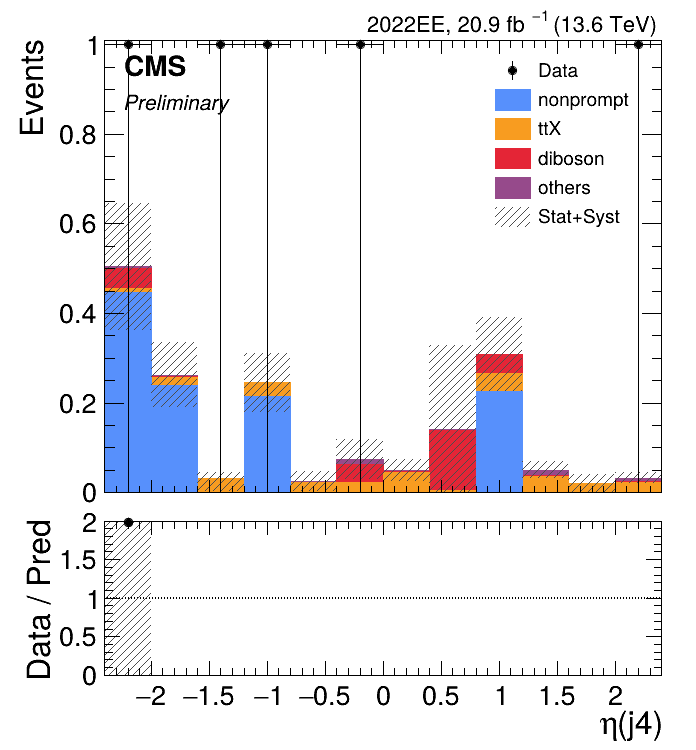 2022EE, 20.9 fb⁻¹ (13.6 TeV)
Events
1
0.8
0.6
0.4
0.2
0
CMS
Preliminary
Data
nonprompt
ttX
diboson
others
Stat+Syst
Data / Pred
2
1.5
1
0.5
0
−2 −1.5 −1 −0.5 0 0.5 1 1.5 2
η(j4)